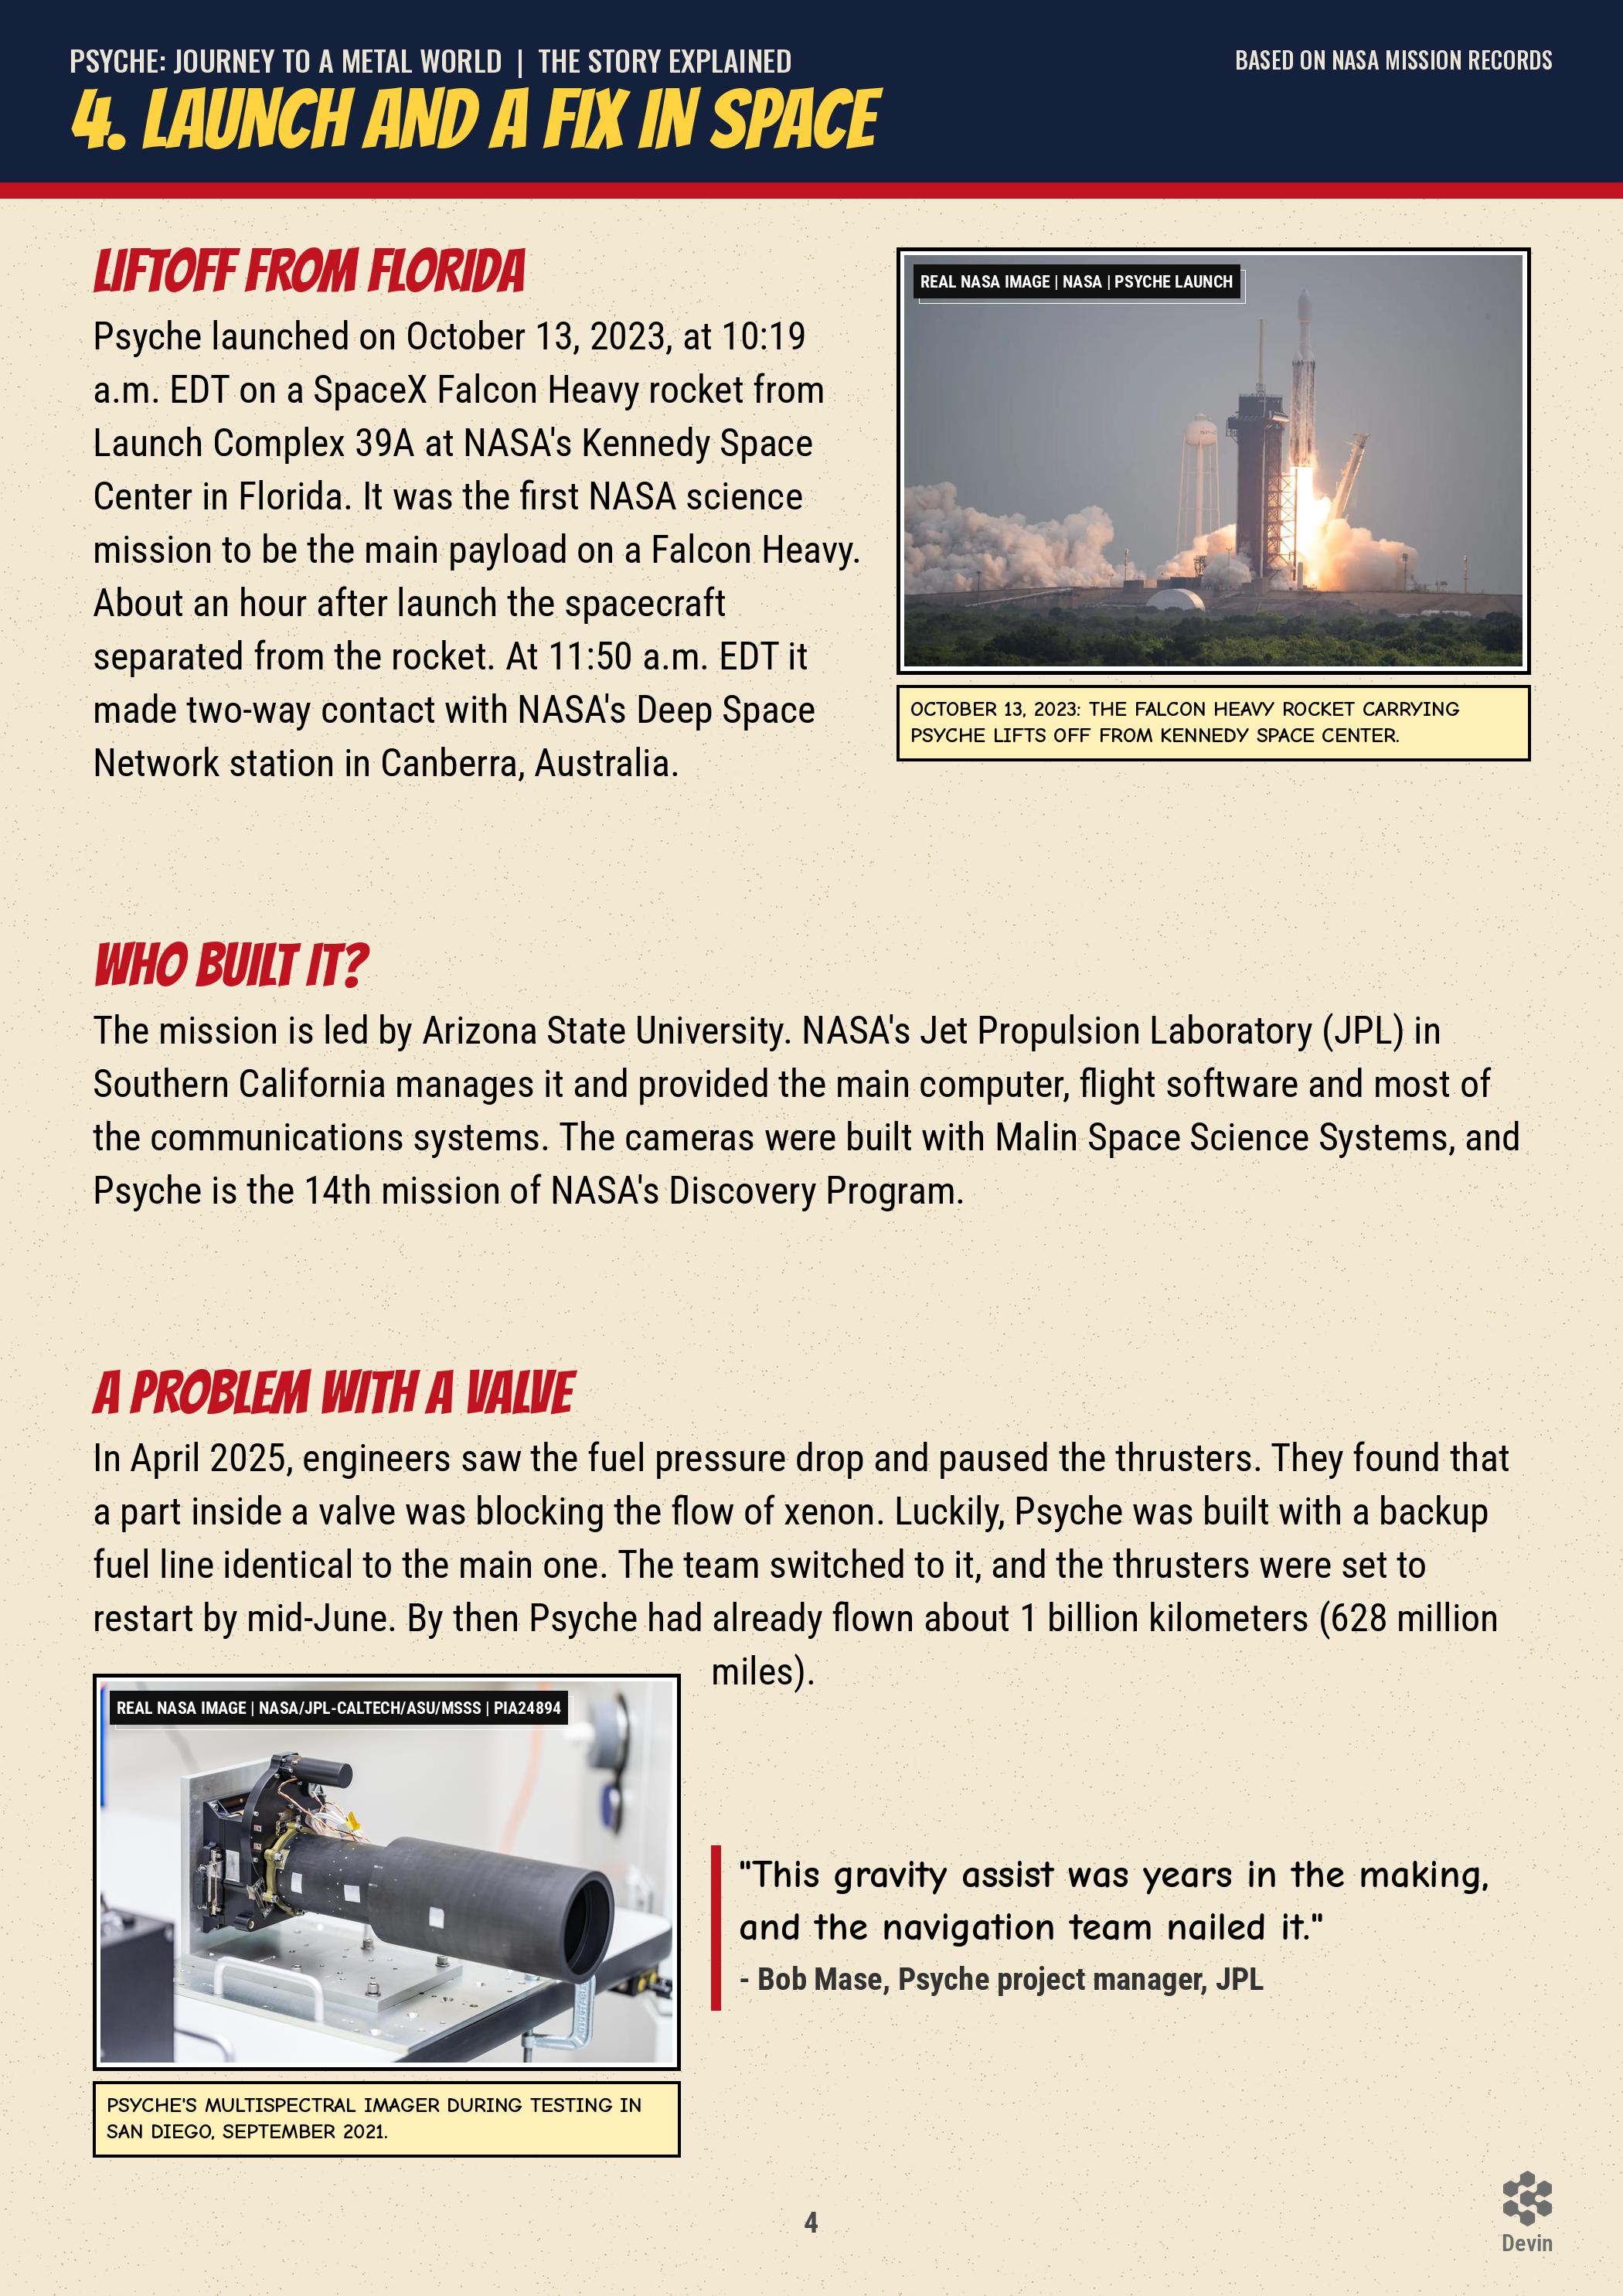 PSYCHE: JOURNEY TO A METAL WORLD | THE STORY EXPLAINED
BASED ON NASA MISSION RECORDS
4. LAUNCH AND A FIX IN SPACE
LIFTOFF FROM FLORIDA
Psyche launched on October 13, 2023, at 10:19
a.m. EDT on a SpaceX Falcon Heavy rocket from
Launch Complex 39A at NASA's Kennedy Space
Center in Florida. It was the first NASA science
mission to be the main payload on a Falcon Heavy.
About an hour after launch the spacecraft
separated from the rocket. At 11:50 a.m. EDT it
made two-way contact with NASA's Deep Space
Network station in Canberra, Australia.
REAL NASA IMAGE | NASA | PSYCHE LAUNCH
OCTOBER 13, 2023: THE FALCON HEAVY ROCKET CARRYING
PSYCHE LIFTS OFF FROM KENNEDY SPACE CENTER.
WHO BUILT IT?
The mission is led by Arizona State University. NASA's Jet Propulsion Laboratory (JPL) in
Southern California manages it and provided the main computer, flight software and most of
the communications systems. The cameras were built with Malin Space Science Systems, and
Psyche is the 14th mission of NASA's Discovery Program.
A PROBLEM WITH A VALVE
In April 2025, engineers saw the fuel pressure drop and paused the thrusters. They found that
a part inside a valve was blocking the flow of xenon. Luckily, Psyche was built with a backup
fuel line identical to the main one. The team switched to it, and the thrusters were set to
restart by mid-June. By then Psyche had already flown about 1 billion kilometers (628 million
miles).
REAL NASA IMAGE | NASA/JPL-CALTECH/ASU/MSSS | PIA24894
PSYCHE'S MULTISPECTRAL IMAGER DURING TESTING IN
SAN DIEGO, SEPTEMBER 2021.
"This gravity assist was years in the making,
and the navigation team nailed it."
- Bob Mase, Psyche project manager, JPL
4
Devin